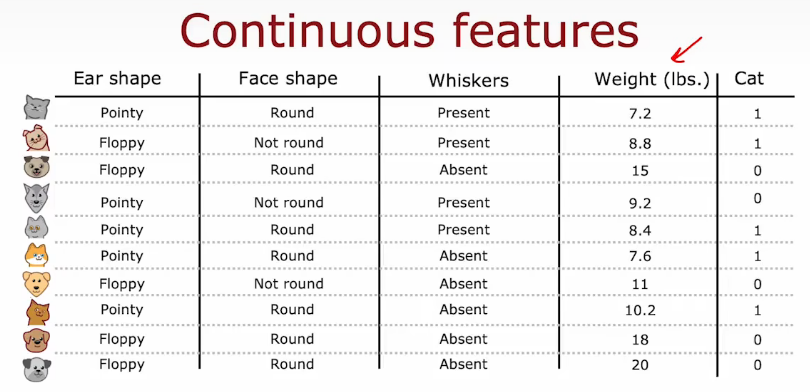 Continuous features
Ear shape Face shape Whiskers Weight (lbs.) Cat
Pointy Round Present 7.2 1
Floppy Not round Present 8.8 1
Floppy Round Absent 15 0
Pointy Not round Present 9.2 0
Pointy Round Present 8.4 1
Pointy Round Absent 7.6 1
Floppy Not round Absent 11 0
Pointy Round Absent 10.2 1
Floppy Round Absent 18 0
Floppy Round Absent 20 0